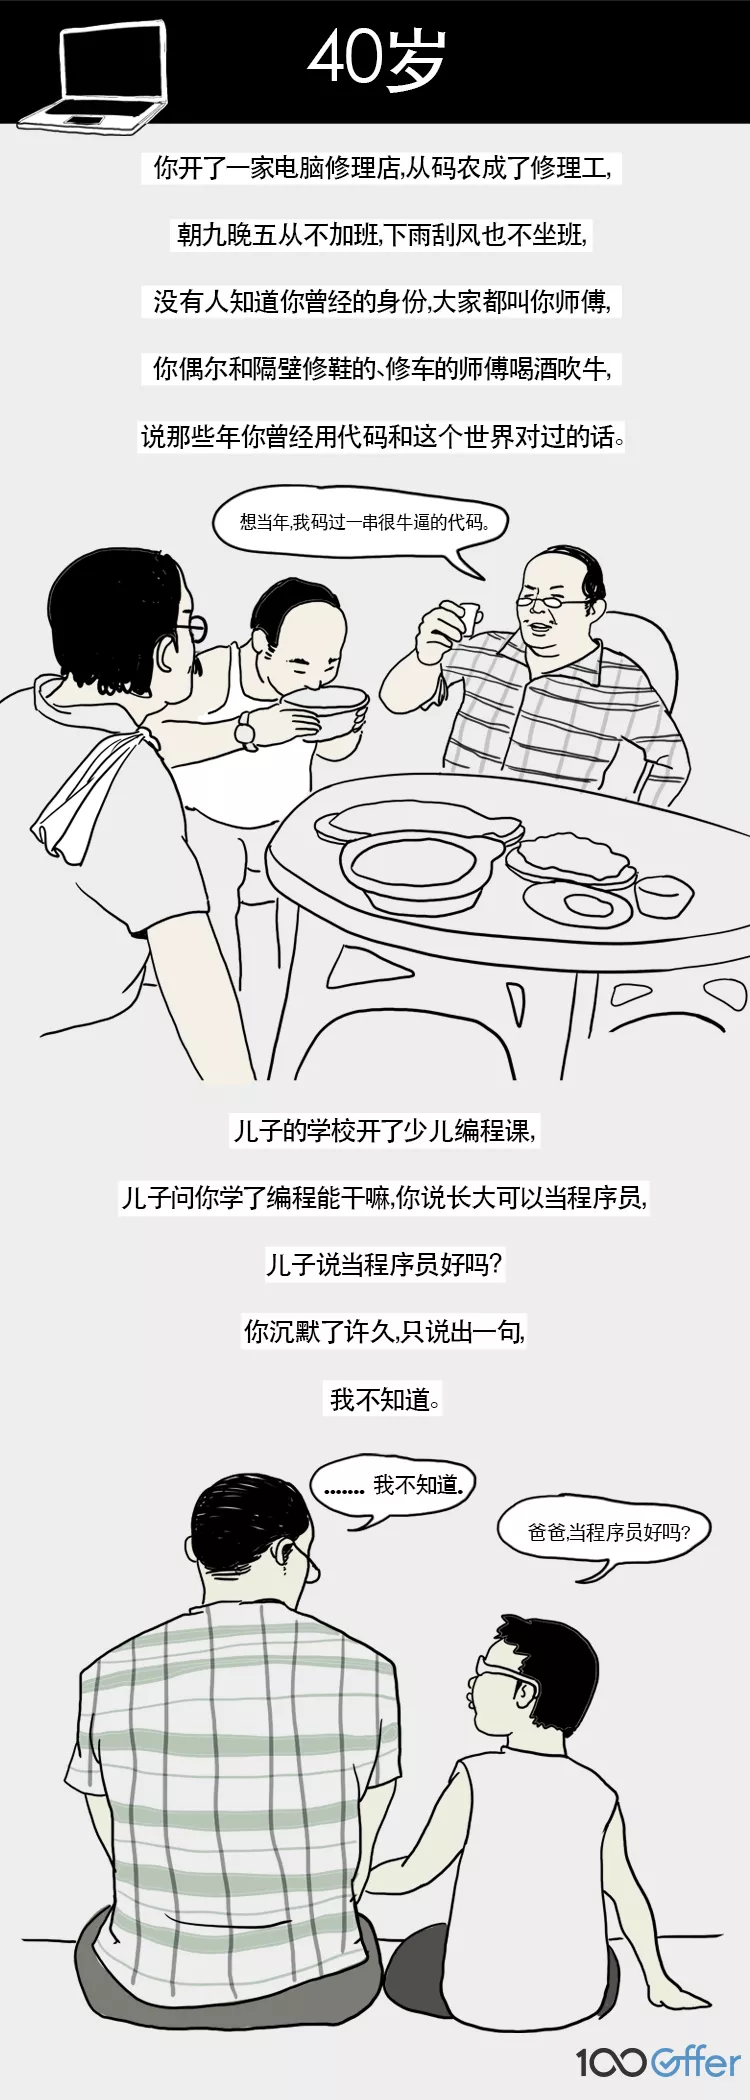 40岁
你开了一家电脑修理店,从码农成了修理工,
朝九晚五从不加班,下雨刮风也不坐班,
没有人知道你曾经的身份,大家都叫你师傅,
你偶尔和隔壁修鞋的、修车的师傅喝酒吹牛,
说那些年你曾经用代码和这个世界对过的话。
想当年,我码过一串很牛逼的代码。
儿子的学校开了少儿编程课,
儿子问你学了编程能干嘛,你说长大可以当程序员,
儿子说当程序员好吗?
你沉默了许久,只说出一句,
我不知道。
....... 我不知道.
爸爸,当程序员好吗?
100offer